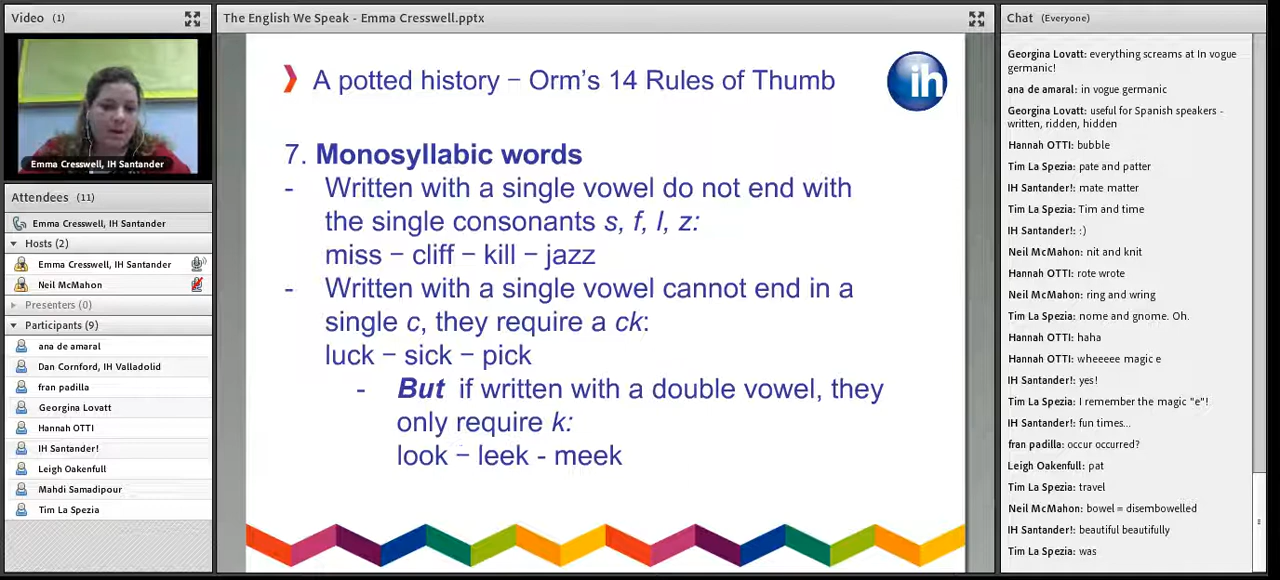 Video (1)
Emma Cresswell, IH Santander
Attendees (11)
Emma Cresswell, IH Santander
Hosts (2)
Emma Cresswell, IH Santander
Neil McMahon
Presenters (0)
Participants (9)
ana de amaral
Dan Cornford, IH Valladolid
fran padilla
Georgina Lovatt
Hannah OTTI
IH Santander!
Leigh Oakenfull
Mahdi Samadipour
Tim La Spezia
The English We Speak - Emma Cresswell.pptx
A potted history – Orm's 14 Rules of Thumb
ih
7. Monosyllabic words
- Written with a single vowel do not end with
the single consonants s, f, l, z:
miss – cliff – kill – jazz
- Written with a single vowel cannot end in a
single c, they require a ck:
luck – sick – pick
- But if written with a double vowel, they
only require k:
look – leek - meek
Chat (Everyone)
Georgina Lovatt: everything screams at In vogue
germanic!
ana de amaral: in vogue germanic
Georgina Lovatt: useful for Spanish speakers -
written, ridden, hidden
Hannah OTTI: bubble
Tim La Spezia: pate and patter
IH Santander!: mate matter
Tim La Spezia: Tim and time
IH Santander!: :)
Neil McMahon: nit and knit
Hannah OTTI: rote wrote
Neil McMahon: ring and wring
Tim La Spezia: nome and gnome. Oh.
Hannah OTTI: haha
Hannah OTTI: wheeeee magic e
IH Santander!: yes!
Tim La Spezia: I remember the magic "e"!
IH Santander!: fun times...
fran padilla: occur occurred?
Leigh Oakenfull: pat
Tim La Spezia: travel
Neil McMahon: bowel = disembowelled
IH Santander!: beautiful beautifully
Tim La Spezia: was